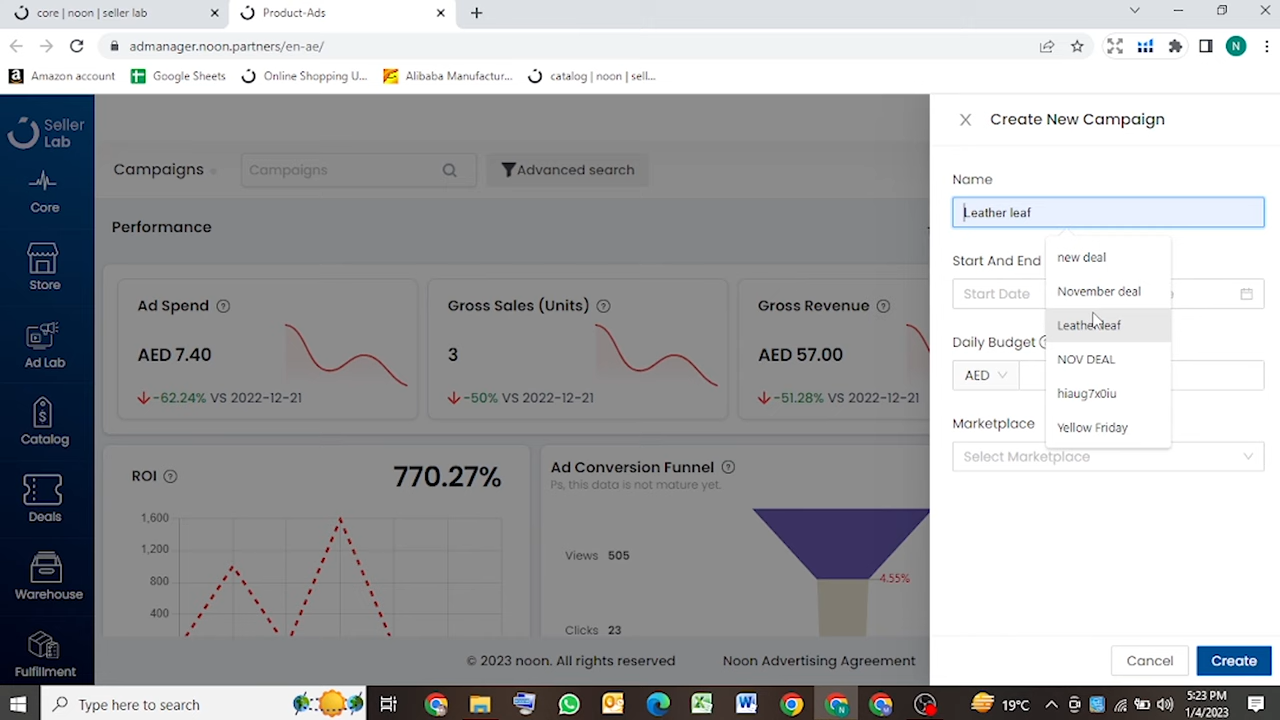 core | noon | seller lab
Product-Ads
admanager.noon.partners/en-ae/
N
Amazon account
Google Sheets
Online Shopping U...
Alibaba Manufactur...
catalog | noon | sell...
Seller
Lab
Core
Store
Ad Lab
Catalog
Deals
Warehouse
Fulfillment
Campaigns
Campaigns
Advanced search
Performance
Ad Spend
AED 7.40
-62.24% VS 2022-12-21
Gross Sales (Units)
3
-50% VS 2022-12-21
Gross Revenue
AED 57.00
-51.28% VS 2022-12-21
ROI
770.27%
1,600
1,200
800
400
Ad Conversion Funnel
Ps, this data is not mature yet.
Views 505
4.55%
Clicks 23
© 2023 noon. All rights reserved
Noon Advertising Agreement
Create New Campaign
Name
Leather leaf
new deal
November deal
Leather leaf
NOV DEAL
hiaug7x0iu
Yellow Friday
Start And End
Start Date
Daily Budget
AED
Marketplace
Select Marketplace
Cancel
Create
Type here to search
19°C
5:23 PM
1/4/2023